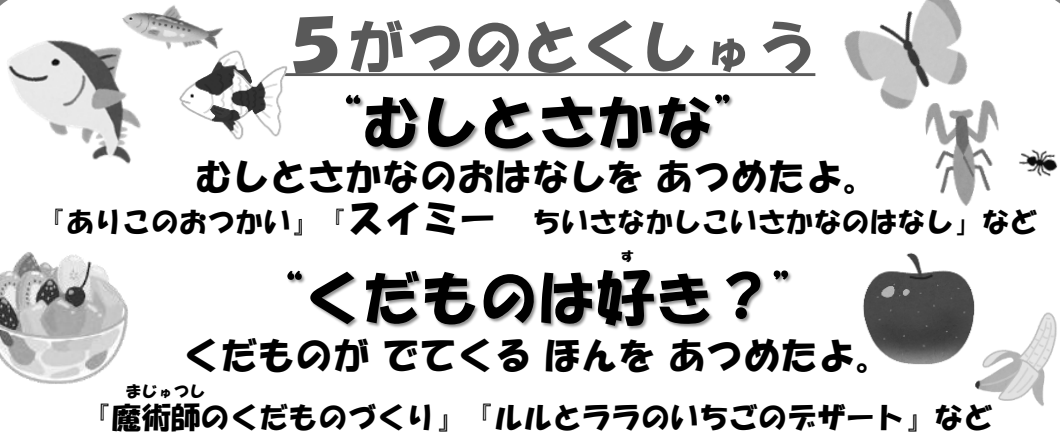 5がつのとくしゅう
“むしとさかな”
むしとさかなのおはなしを あつめたよ。
『ありこのおつかい』『スイミー　ちいさなかしこいさかなのはなし」など
す
“くだものは好き？”
くだものが でてくる ほんを あつめたよ。
まじゅつし
『魔術師のくだものづくり』『ルルとララのいちごのデザート』など